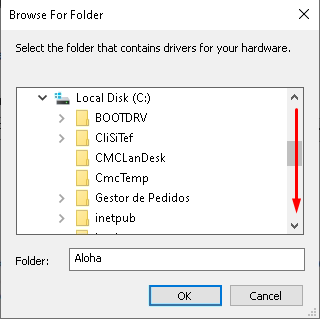 Browse For Folder
Select the folder that contains drivers for your hardware.
Local Disk (C:)
BOOTDRV
CliSiTef
CMCLanDesk
CmcTemp
Gestor de Pedidos
inetpub
Folder:
Aloha
OK
Cancel